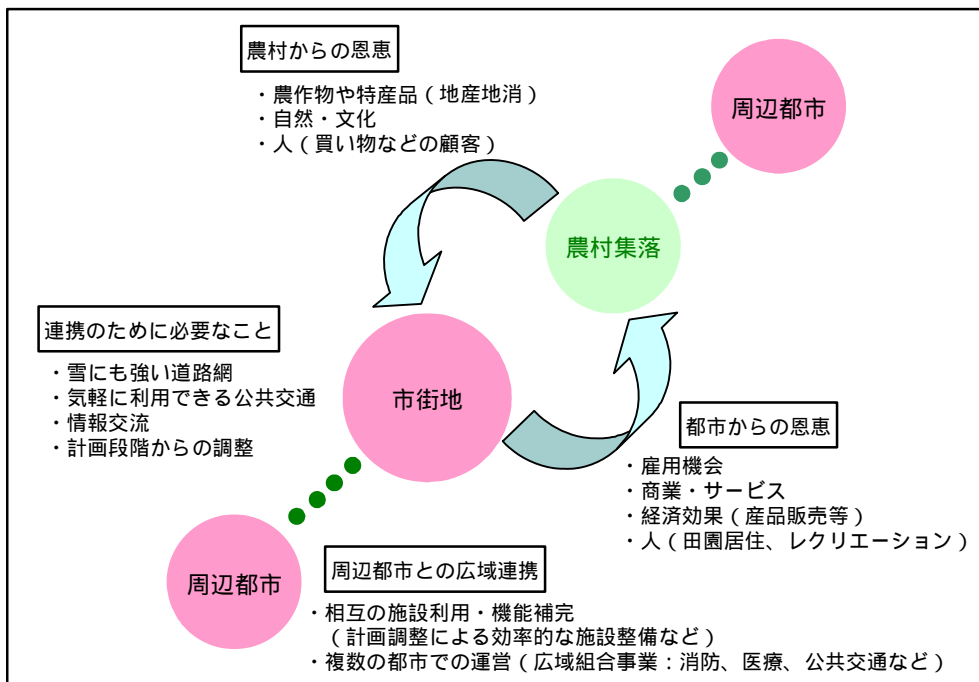 農村からの恩恵
・農作物や特産品（地産地消）
・自然・文化
・人（買い物などの顧客）
周辺都市
農村集落
連携のために必要なこと
・雪にも強い道路網
・気軽に利用できる公共交通
・情報交流
・計画段階からの調整
市街地
都市からの恩恵
・雇用機会
・商業・サービス
・経済効果（産品販売等）
・人（田園居住、レクリエーション）
周辺都市
周辺都市との広域連携
・相互の施設利用・機能補完
（計画調整による効率的な施設整備など）
・複数の都市での運営（広域組合事業：消防、医療、公共交通など）